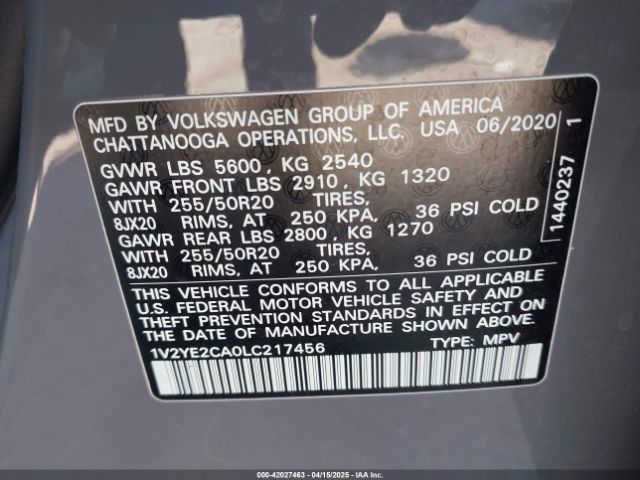 MFD BY VOLKSWAGEN GROUP OF AMERICA
CHATTANOOGA OPERATIONS, LLC, USA 06/2020
GVWR LBS 5600, KG 2540
GAWR FRONT LBS 2910, KG 1320
WITH 255/50R20 TIRES,
8JX20 RIMS, AT 250 KPA, 36 PSI COLD
GAWR REAR LBS 2800, KG 1270
WITH 255/50R20 TIRES,
8JX20 RIMS, AT 250 KPA, 36 PSI COLD
THIS VEHICLE CONFORMS TO ALL APPLICABLE
U.S. FEDERAL MOTOR VEHICLE SAFETY AND
THEFT PREVENTION STANDARDS IN EFFECT ON
THE DATE OF MANUFACTURE SHOWN ABOVE.
1V2YE2CA0LC217456 TYPE: MPV
1440237 1
000-42027463 - 04/15/2025 - IAAI.COM